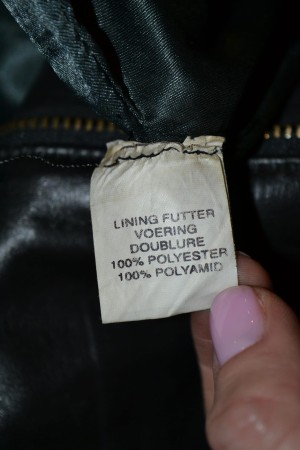 LINING FUTTER
VOERING
DOUBLURE
100% POLYESTER
100% POLYAMID